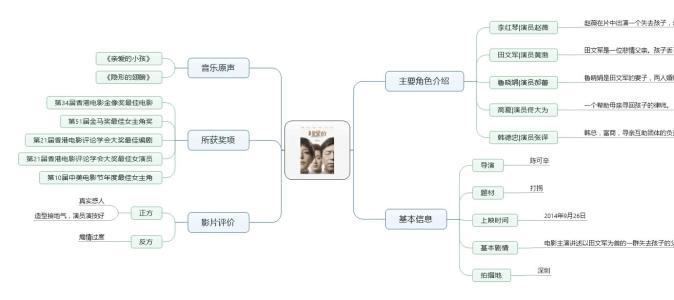 音乐原声
《亲爱的小孩》
《隐形的翅膀》
所获奖项
第34届香港电影金像奖最佳电影
第51届金马奖最佳女主角奖
第21届香港电影评论学会大奖最佳编剧
第21届香港电影评论学会大奖最佳女演员
第10届中美电影节年度最佳女主角
影片评价
正方
真实感人
造型接地气，演员演技好
反方
煽情过度
亲爱的
主要角色介绍
李红琴|演员赵薇
赵薇在片中出演一个失去孩子，
田文军|演员黄渤
田文军是一位悲情父亲。孩子丢
鲁晓娟|演员郝蕾
鲁晓娟是田文军的妻子，两人婚
高夏|演员佟大为
一个帮助母亲寻回孩子的律师。
韩德忠|演员张译
韩总，富商，寻亲互助团体的负
基本信息
导演
陈可辛
题材
打拐
上映时间
2014年9月26日
基本剧情
电影主演讲述以田文军为首的一群失去孩子的父
拍摄地
深圳